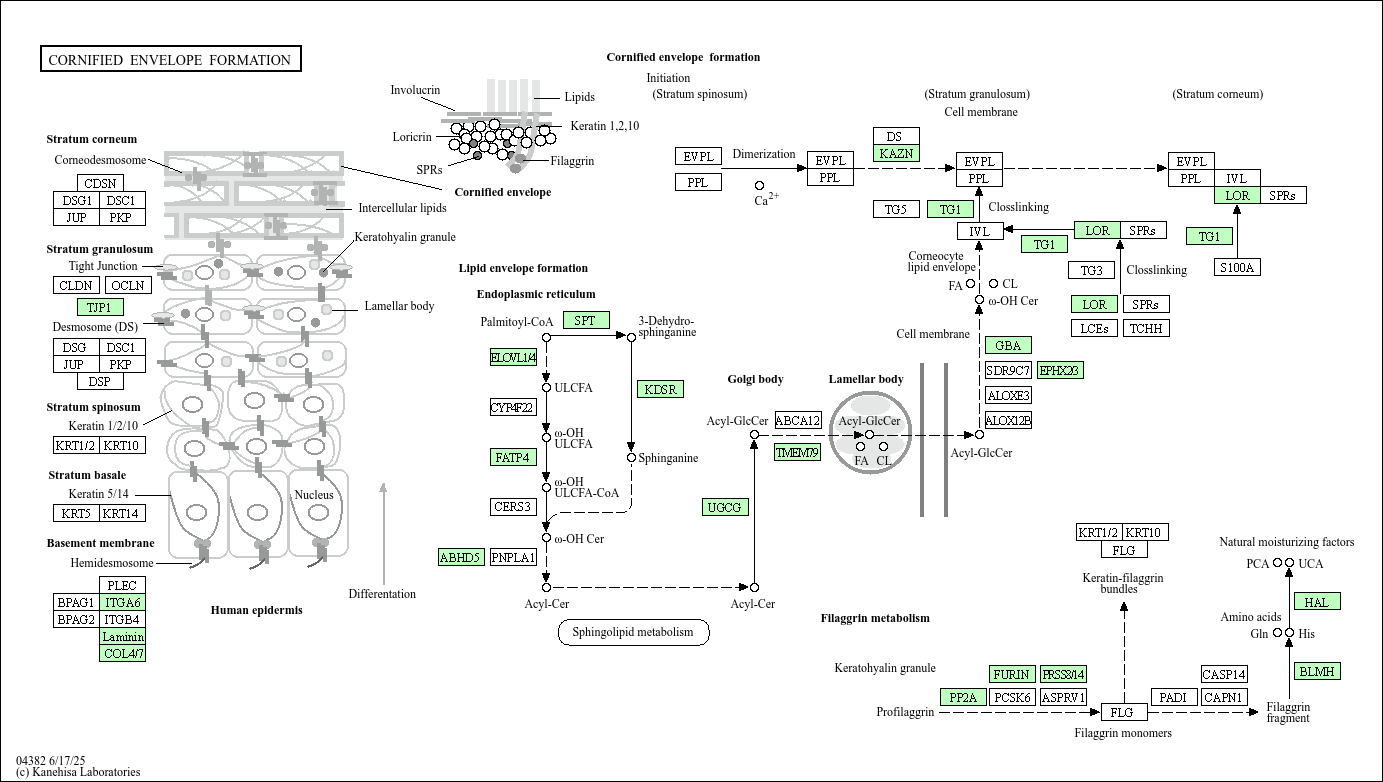 CORNIFIED ENVELOPE FORMATION
Stratum corneum
Corneodesmosome
CDSN
DSG1 DSC1
JUP PKP
Stratum granulosum
Tight Junction
CLDN OCLN
TJP1
Desmosome (DS)
DSG DSC1
JUP PKP
DSP
Stratum spinosum
Keratin 1/2/10
KRT1/2 KRT10
Stratum basale
Keratin 5/14
KRT5 KRT14
Basement membrane
Hemidesmosome
PLEC
BPAG1 ITGA6
BPAG2 ITGB4
Laminin
COL4/7
Involucrin
Lipids
Keratin 1,2,10
Loricrin
Filaggrin
SPRs
Cornified envelope
Intercellular lipids
Keratohyalin granule
Lamellar body
Nucleus
Differentation
Human epidermis
Cornified envelope formation
Initiation
(Stratum spinosum)
(Stratum granulosum)
Cell membrane
(Stratum corneum)
EVPL
PPL
Dimerization
Ca2+
EVPL
PPL
DS
KAZN
EVPL
PPL
TG5 TG1
Closslinking
IVL
TG1
LOR SPRs
TG3
Closslinking
LOR SPRs
LCEs TCHH
EVPL
PPL IVL
LOR SPRs
TG1
S100A
Corneocyte
lipid envelope
FA
CL
ω-OH Cer
Cell membrane
GBA
SDR9C7 EPHX2/3
ALOXE3
ALOX12B
Acyl-GlcCer
Lipid envelope formation
Endoplasmic reticulum
Palmitoyl-CoA
SPT
3-Dehydro-
sphinganine
ELOVL1/4
ULCFA
KDSR
CYP4F22
ω-OH
ULCFA
FATP4
Sphinganine
ω-OH
ULCFA-CoA
CERS3
ω-OH Cer
ABHD5 PNPLA1
Acyl-Cer
Acyl-Cer
Sphingolipid metabolism
UGCG
Golgi body
Acyl-GlcCer
ABCA12
TMEM79
Lamellar body
Acyl-GlcCer
FA CL
Filaggrin metabolism
Keratohyalin granule
Profilaggrin
FURIN PRSS8/14
PP2A PCSK6 ASPRV1
KRT1/2 KRT10
FLG
Keratin-filaggrin
bundles
FLG
Filaggrin monomers
CASP14
PADI CAPN1
Filaggrin
fragment
Natural moisturizing factors
PCA UCA
HAL
Amino acids
Gln His
BLMH
04382 6/17/25
(c) Kanehisa Laboratories